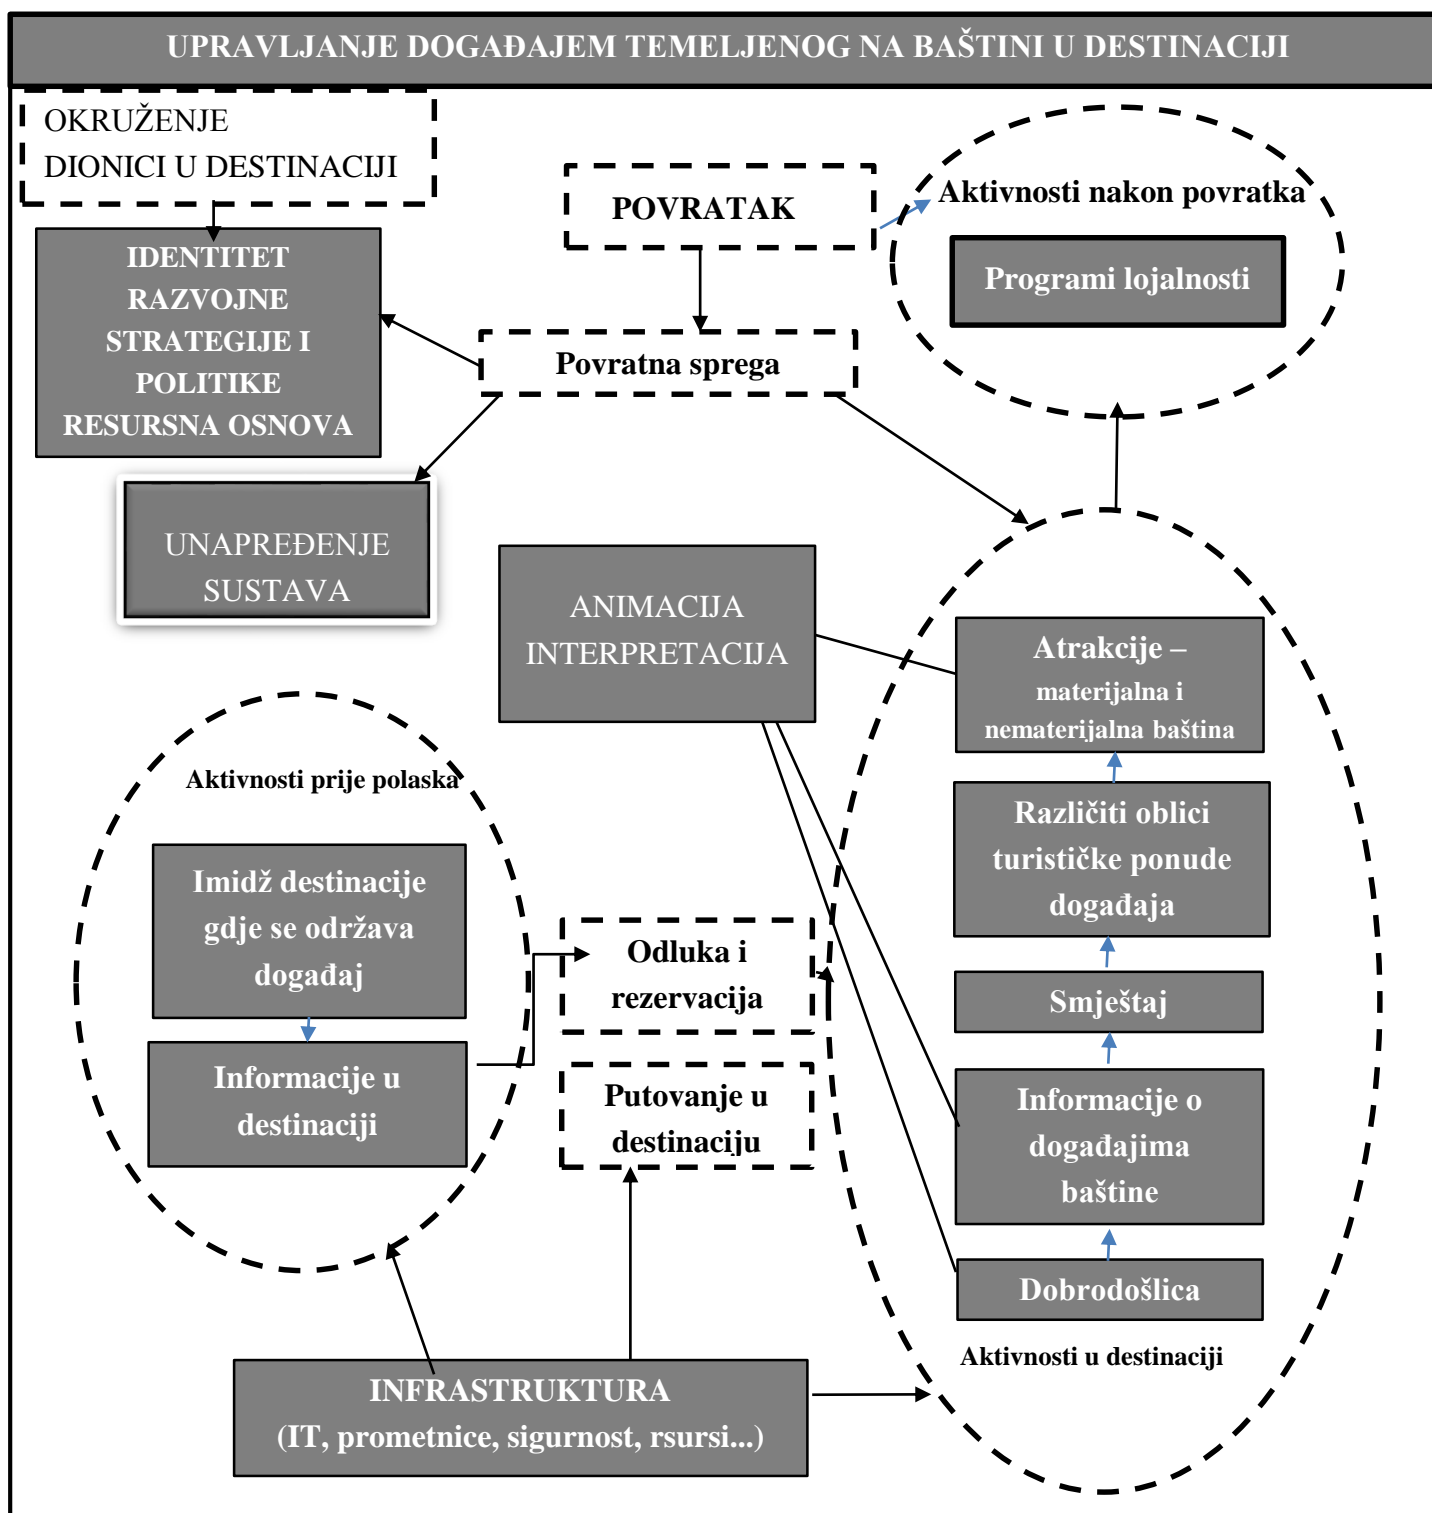 UPRAVLJANJE DOGAĐAJEM TEMELJENOG NA BAŠTINI U DESTINACIJI
OKRUŽENJE
DIONICI U DESTINACIJI
IDENTITET
RAZVOJNE
STRATEGIJE I
POLITIKE
RESURSNA OSNOVA
POVRATAK
Aktivnosti nakon povratka
Programi lojalnosti
Povratna sprega
UNAPREĐENJE
SUSTAVA
ANIMACIJA
INTERPRETACIJA
Atrakcije –
materijalna i
nematerijalna baština
Različiti oblici
turističke ponude
događaja
Smještaj
Informacije o
događajima
baštine
Dobrodošlica
Aktivnosti u destinaciji
Aktivnosti prije polaska
Imidž destinacije
gdje se održava
događaj
Informacije u
destinaciji
Odluka i
rezervacija
Putovanje u
destinaciju
INFRASTRUKTURA
(IT, prometnice, sigurnost, rsursi...)